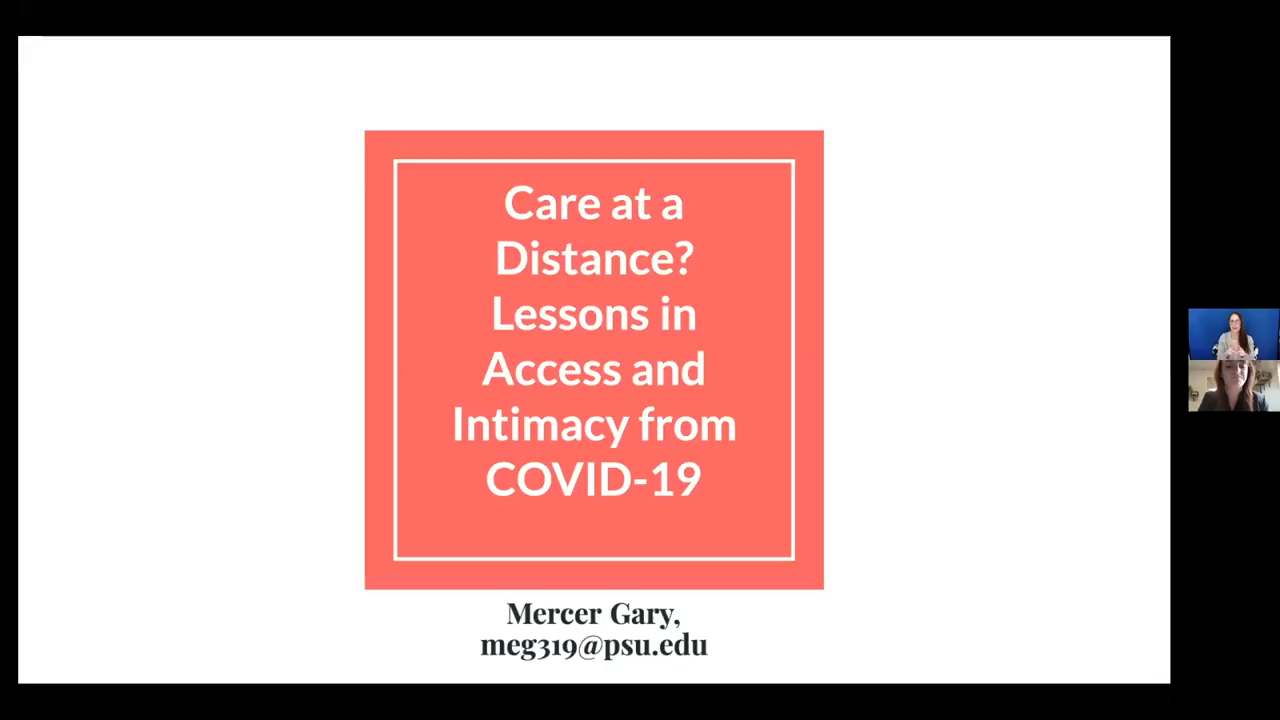 Care at a
Distance?
Lessons in
Access and
Intimacy from
COVID-19
Mercer Gary,
meg319@psu.edu